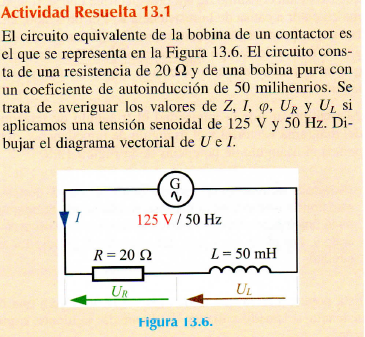 Actividad Resuelta 13.1
El circuito equivalente de la bobina de un contactor es
el que se representa en la Figura 13.6. El circuito cons-
ta de una resistencia de 20 Ω y de una bobina pura con
un coeficiente de autoinducción de 50 milihenrios. Se
trata de averiguar los valores de Z, I, φ, U_R y U_L si
aplicamos una tensión senoidal de 125 V y 50 Hz. Di-
bujar el diagrama vectorial de U e I.
G
I
125 V / 50 Hz
R = 20 Ω
L = 50 mH
U_R
U_L
Figura 13.6.